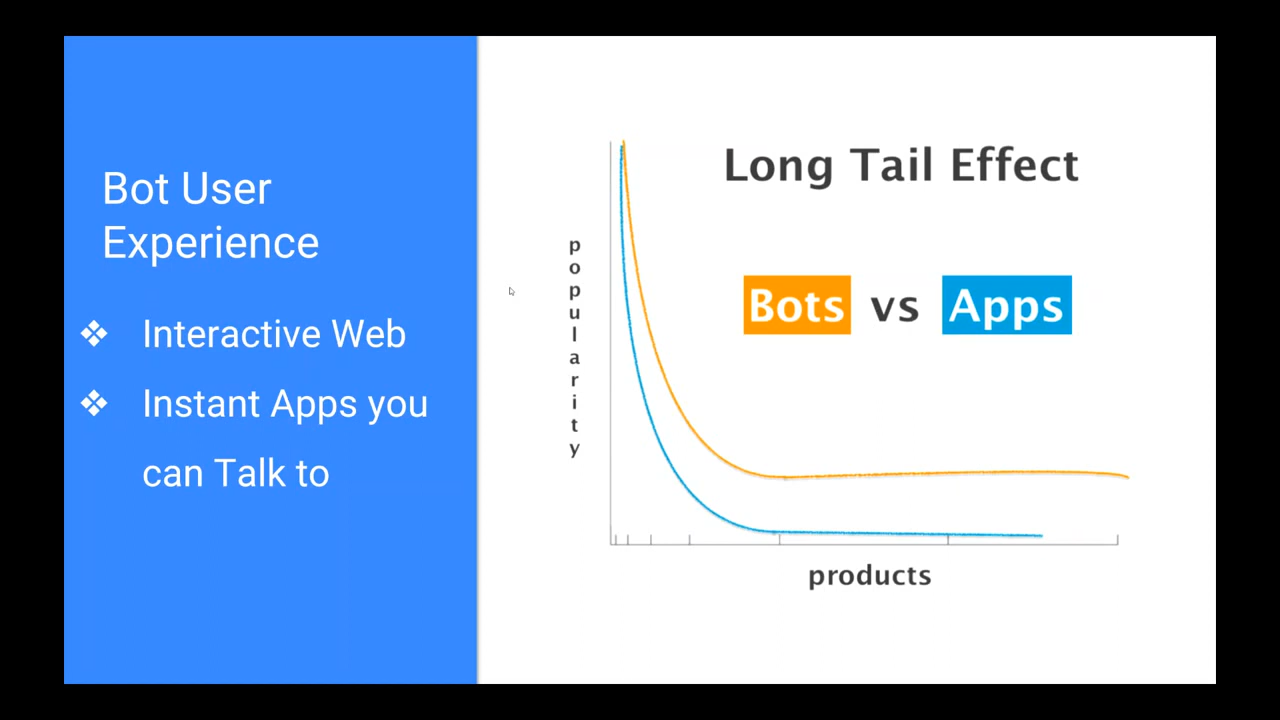 Bot User
Experience
❖ Interactive Web
❖ Instant Apps you
can Talk to
Long Tail Effect
Bots vs Apps
popularity
products